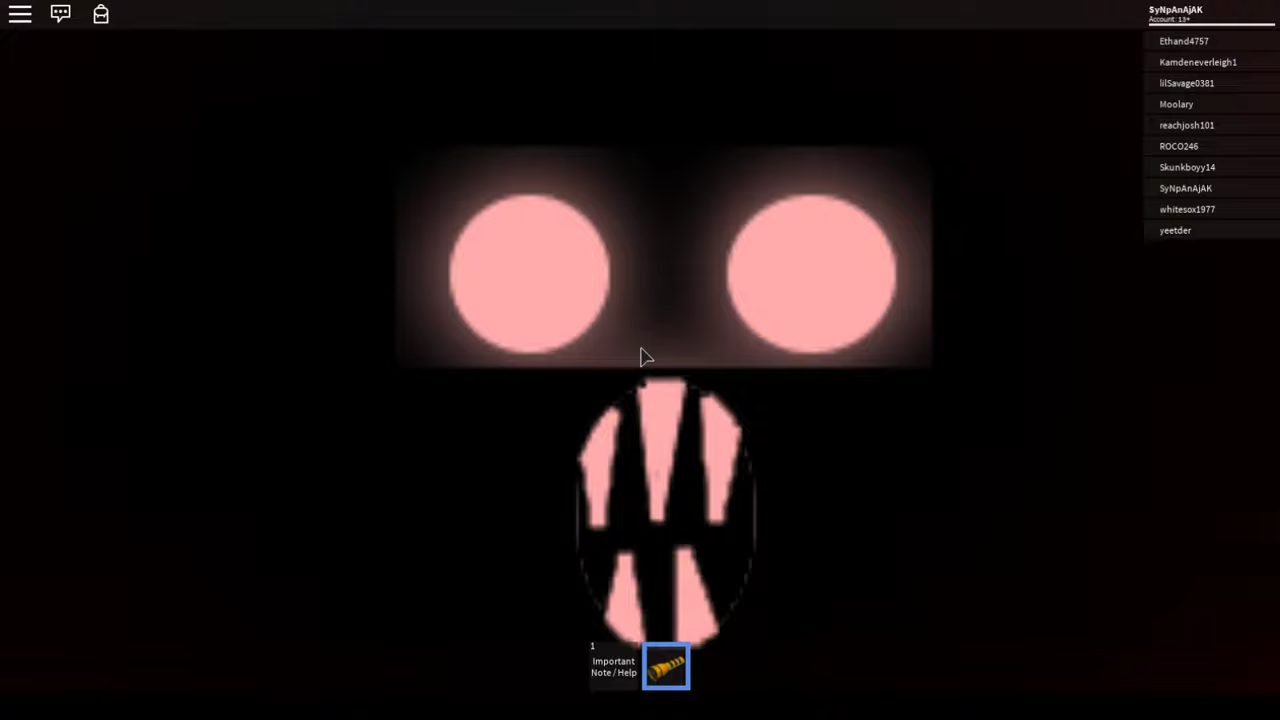 SyNpAnAjAK
Account: 13+
Ethand4757
Kamdeneverleigh1
lilSavage0381
Moolary
reachjosh101
ROCO246
Skunkboyy14
SyNpAnAjAK
whitesox1977
yeetder
1
Important
Note / Help